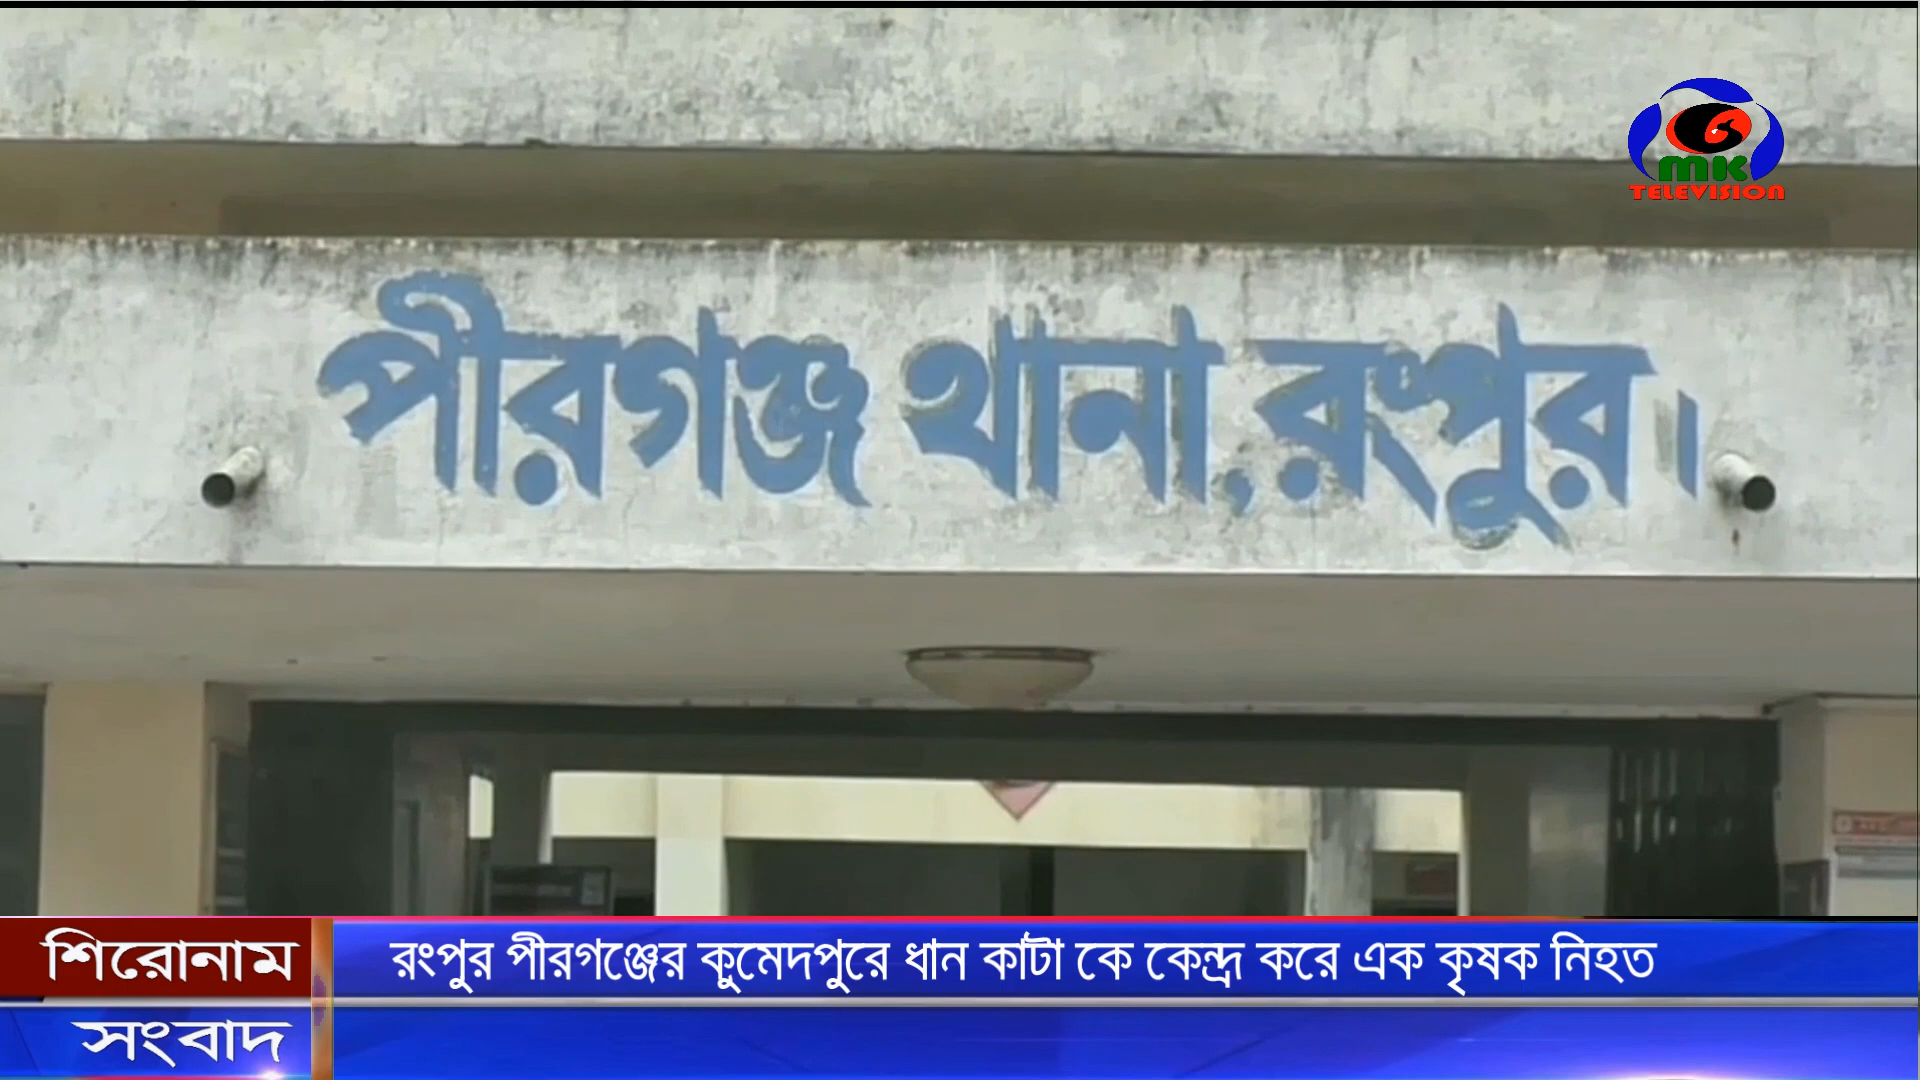 MK
TELEVISION
পীরগঞ্জ থানা, রংপুর।
শিরোনাম
রংপুর পীরগঞ্জের কুমেদপুরে ধান কাটা কে কেন্দ্র করে এক কৃষক নিহত
সংবাদ